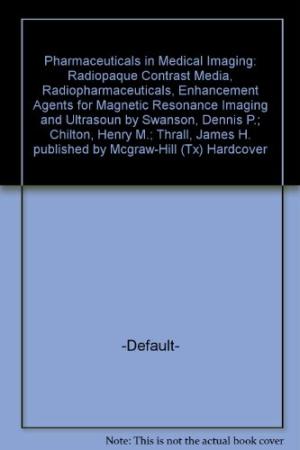 Pharmaceuticals in Medical Imaging:
Radiopaque Contrast Media,
Radiopharmaceuticals, Enhancement
Agents for Magnetic Resonance Imaging
and Ultrasoun by Swanson, Dennis P.;
Chilton, Henry M.; Thrall, James H.
published by Mcgraw-Hill (Tx) Hardcover
-Default-
Note: This is not the actual book cover